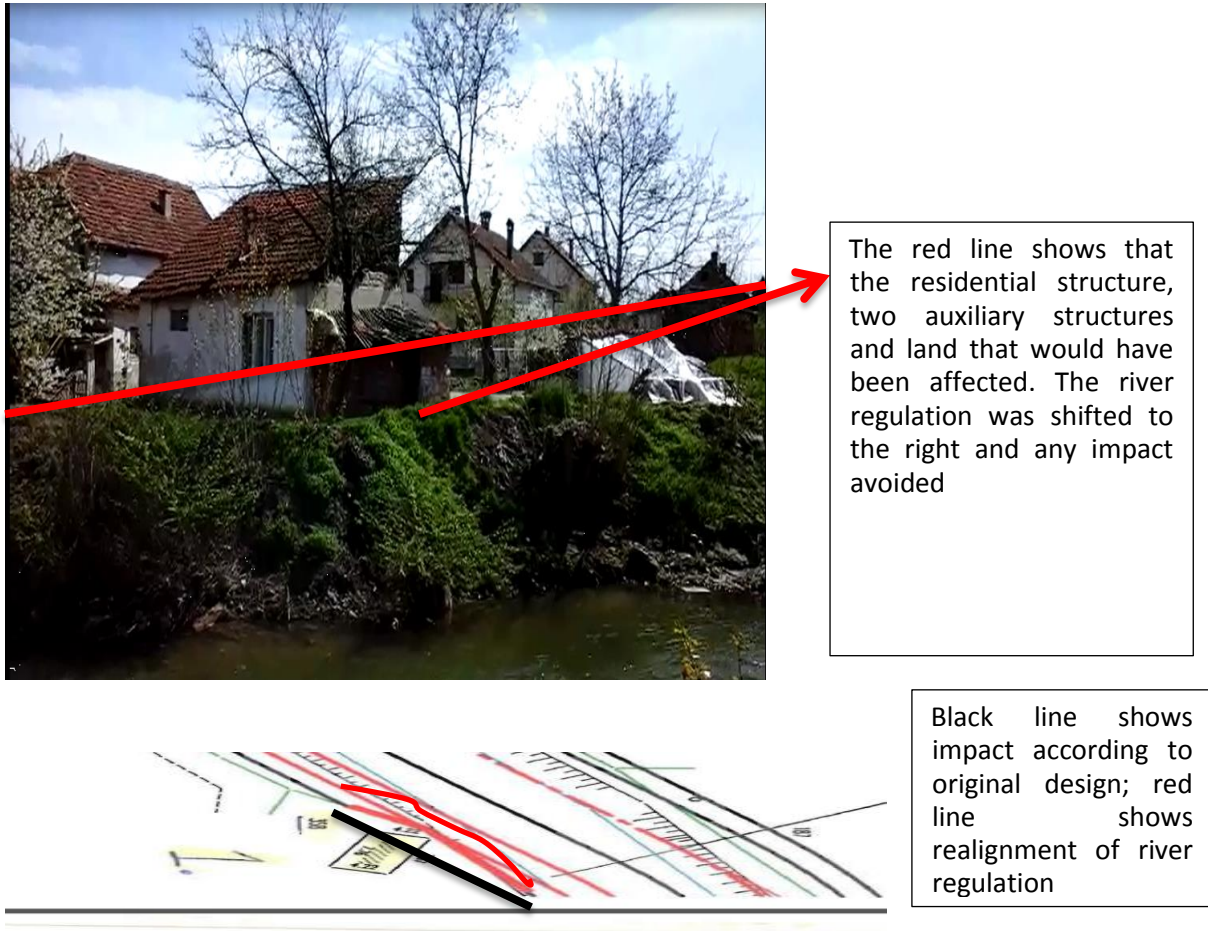 The red line shows that
the residential structure,
two auxiliary structures
and land that would have
been affected. The river
regulation was shifted to
the right and any impact
avoided
Black line shows
impact according to
original design; red
line shows
realignment of river
regulation
187